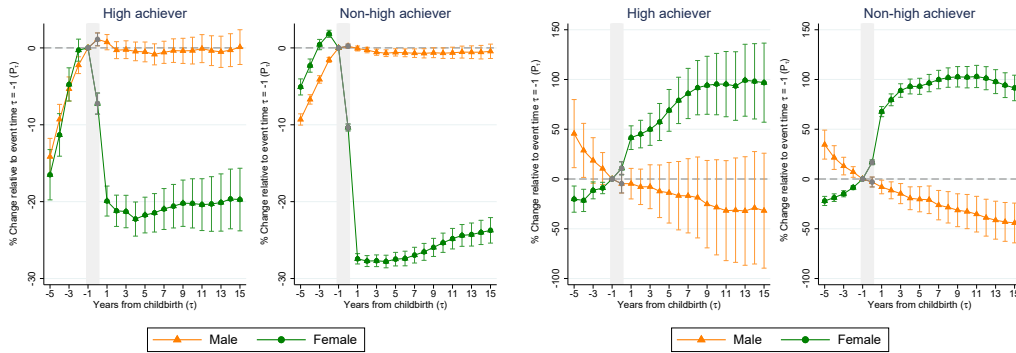 High achiever
Non-high achiever
High achiever
Non-high achiever
% Change relative to event time τ = -1 (Pτ)
0
-10
-20
-30
-5 -3 -1 1 3 5 7 9 11 13 15
Years from childbirth (τ)
% Change relative to event time τ = -1 (Pτ)
0
-10
-20
-30
-5 -3 -1 1 3 5 7 9 11 13 15
Years from childbirth (τ)
% Change relative to event time τ = -1 (Pτ)
150
100
50
0
-50
-100
-5 -3 -1 1 3 5 7 9 11 13 15
Years from childbirth (τ)
% Change relative to event time τ = -1 (Pτ)
150
100
50
0
-50
-100
-5 -3 -1 1 3 5 7 9 11 13 15
Years from childbirth (τ)
Male Female
Male Female